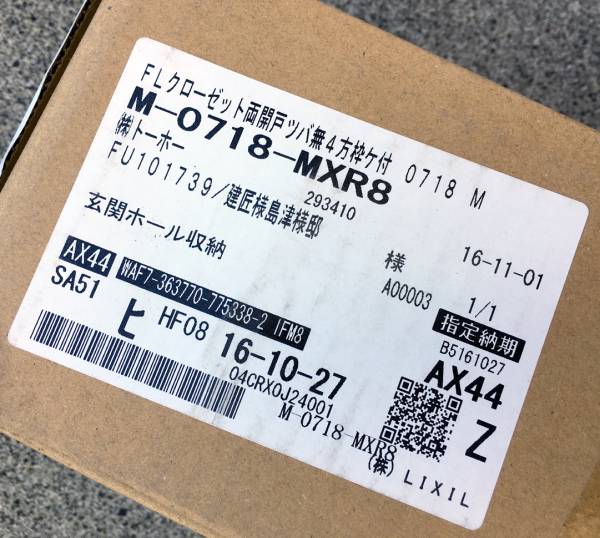 FLクローゼット両開戸ツバ無4方枠ケ付 0718 M
M-0718-MXR8
㈱トーホー
293410
FU101739/建匠様島津様邸
様
16-11-01
玄関ホール収納
A00003
1/1
指定納期
AX44
WAF7-363770-775338-2 IFM8
B5161027
SA51
ヒ
HF08
16-10-27
AX44
04CRX0J24001
Z
M-0718-MXR8
(株) LIXIL